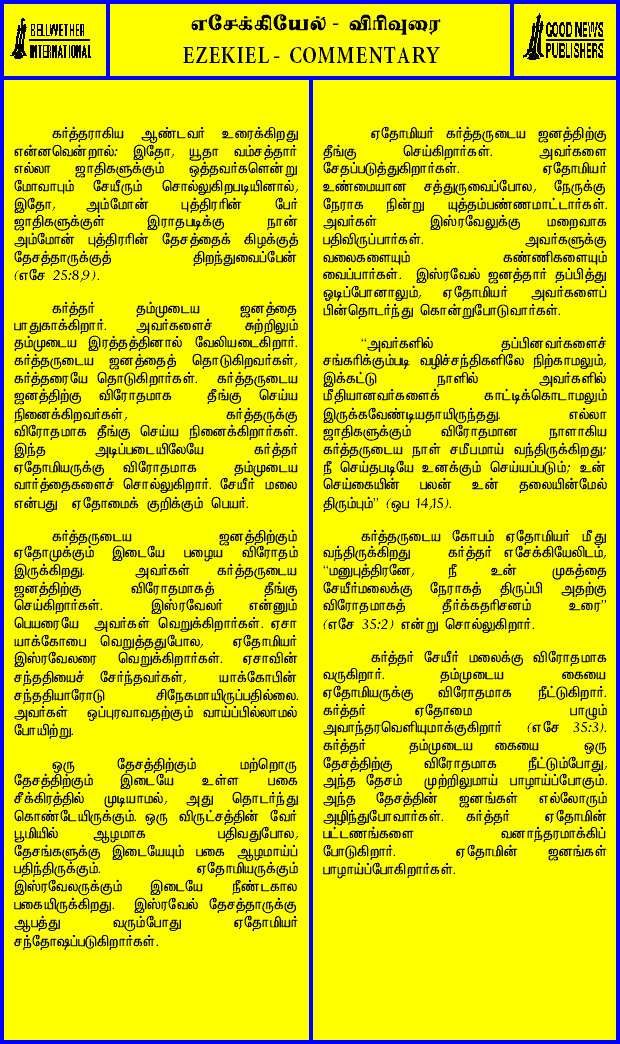 BELLWETHER
INTERNATIONAL
எசேக்கியேல் - விரிவுரை
EZEKIEL - COMMENTARY
GOOD NEWS
PUBLISHERS
கர்த்தராகிய ஆண்டவர் உரைக்கிறது
என்னவென்றால்: இதோ, யூதா வம்சத்தார்
எல்லா ஜாதிகளுக்கும் ஒத்தவர்களென்று
மோவாபும் சேயீரும் சொல்லுகிறபடியினால்,
இதோ, அம்மோன் புத்திரரின் பேர்
ஜாதிகளுக்குள் இராதபடிக்கு நான்
அம்மோன் புத்திரரின் தேசத்தைக் கிழக்குத்
தேசத்தாருக்குத் திறந்துவைப்பேன்
(எசே 25:8,9).
கர்த்தர் தம்முடைய ஜனத்தை
பாதுகாக்கிறார். அவர்களைச் சுற்றிலும்
தம்முடைய இரத்தத்தினால் வேலியடைகிறார்.
கர்த்தருடைய ஜனத்தைத் தொடுகிறவர்கள்,
கர்த்தரையே தொடுகிறார்கள். கர்த்தருடைய
ஜனத்திற்கு விரோதமாக தீங்கு செய்ய
நினைக்கிறவர்கள், கர்த்தருக்கு
விரோதமாக தீங்கு செய்ய நினைக்கிறார்கள்.
இந்த அடிப்படையிலேயே கர்த்தர்
ஏதோமியருக்கு விரோதமாக தம்முடைய
வார்த்தைகளைச் சொல்லுகிறார். சேயீர் மலை
என்பது ஏதோமைக் குறிக்கும் பெயர்.
கர்த்தருடைய ஜனத்திற்கும்
ஏதோமுக்கும் இடையே பழைய விரோதம்
இருக்கிறது. அவர்கள் கர்த்தருடைய
ஜனத்திற்கு விரோதமாகத் தீங்கு
செய்கிறார்கள். இஸ்ரவேலர் என்னும்
பெயரையே அவர்கள் வெறுக்கிறார்கள். ஏசா
யாக்கோபை வெறுத்ததுபோல, ஏதோமியர்
இஸ்ரவேலரை வெறுக்கிறார்கள். ஏசாவின்
சந்ததியைச் சேர்ந்தவர்கள், யாக்கோபின்
சந்ததியாரோடு சிநேகமாயிருப்பதில்லை.
அவர்கள் ஒப்புரவாவதற்கும் வாய்ப்பில்லாமல்
போயிற்று.
ஒரு தேசத்திற்கும் மற்றொரு
தேசத்திற்கும் இடையே உள்ள பகை
சீக்கிரத்தில் முடியாமல், அது தொடர்ந்து
கொண்டேயிருக்கும். ஒரு விருட்சத்தின் வேர்
பூமியில் ஆழமாக பதிவதுபோல,
தேசங்களுக்கு இடையேயும் பகை ஆழமாய்ப்
பதிந்திருக்கும். ஏதோமியருக்கும்
இஸ்ரவேலருக்கும் இடையே நீண்டகால
பகையிருக்கிறது. இஸ்ரவேல் தேசத்தாருக்கு
ஆபத்து வரும்போது ஏதோமியர்
சந்தோஷப்படுகிறார்கள்.
ஏதோமியர் கர்த்தருடைய ஜனத்திற்கு
தீங்கு செய்கிறார்கள். அவர்களை
சேதப்படுத்துகிறார்கள். ஏதோமியர்
உண்மையான சத்துருவைப்போல, நேருக்கு
நேராக நின்று யுத்தம்பண்ணமாட்டார்கள்.
அவர்கள் இஸ்ரவேலுக்கு மறைவாக
பதிவிருப்பார்கள். அவர்களுக்கு
வலைகளையும் கண்ணிகளையும்
வைப்பார்கள். இஸ்ரவேல் ஜனத்தார் தப்பித்து
ஓடிப்போனாலும், ஏதோமியர் அவர்களைப்
பின்தொடர்ந்து கொன்றுபோடுவார்கள்.
“அவர்களில் தப்பினவர்களைச்
சங்கரிக்கும்படி வழிச்சந்திகளிலே நிற்காமலும்,
இக்கட்டு நாளில் அவர்களில்
மீதியானவர்களைக் காட்டிக்கொடாமலும்
இருக்கவேண்டியதாயிருந்தது. எல்லா
ஜாதிகளுக்கும் விரோதமான நாளாகிய
கர்த்தருடைய நாள் சமீபமாய் வந்திருக்கிறது;
நீ செய்தபடியே உனக்கும் செய்யப்படும்; உன்
செய்கையின் பலன் உன் தலையின்மேல்
திரும்பும்” (ஒப 14,15).
கர்த்தருடைய கோபம் ஏதோமியர் மீது
வந்திருக்கிறது கர்த்தர் எசேக்கியேலிடம்,
“மனுபுத்திரனே, நீ உன் முகத்தை
சேயீர்மலைக்கு நேராகத் திருப்பி அதற்கு
விரோதமாகத் தீர்க்கதரிசனம் உரை”
(எசே 35:2) என்று சொல்லுகிறார்.
கர்த்தர் சேயீர் மலைக்கு விரோதமாக
வருகிறார். தம்முடைய கையை
ஏதோமியருக்கு விரோதமாக நீட்டுகிறார்.
கர்த்தர் ஏதோமை பாழும்
அவாந்தரவெளியுமாக்குகிறார் (எசே 35:3).
கர்த்தர் தம்முடைய கையை ஒரு
தேசத்திற்கு விரோதமாக நீட்டும்போது,
அந்த தேசம் முற்றிலுமாய் பாழாய்ப்போகும்.
அந்த தேசத்தின் ஜனங்கள் எல்லோரும்
அழிந்துபோவார்கள். கர்த்தர் ஏதோமின்
பட்டணங்களை வனாந்தரமாக்கிப்
போடுகிறார். ஏதோமின் ஜனங்கள்
பாழாய்ப்போகிறார்கள்.